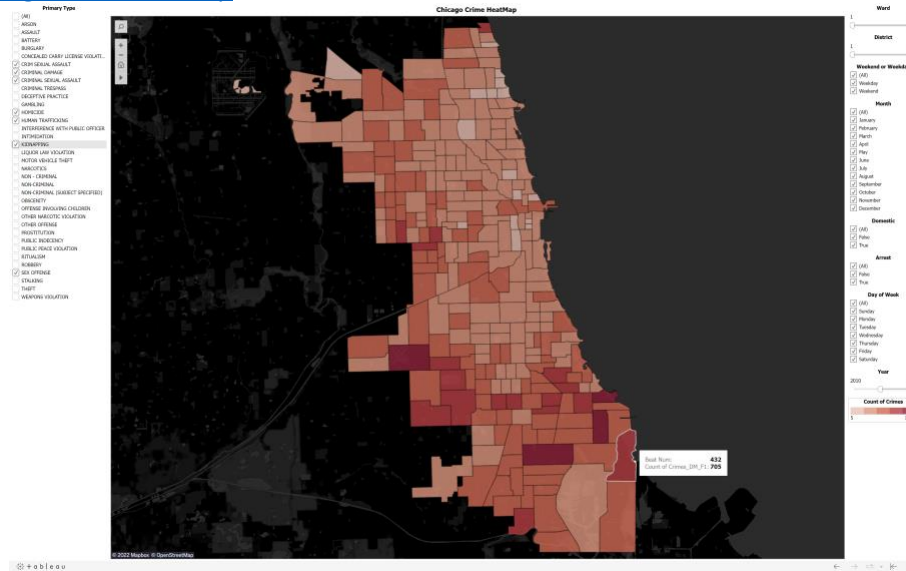 Primary Type
(All)
ARSON
ASSAULT
BATTERY
BURGLARY
CONCEALED CARRY LICENSE VIOLATI...
CRIM SEXUAL ASSAULT
CRIMINAL DAMAGE
CRIMINAL SEXUAL ASSAULT
CRIMINAL TRESPASS
DECEPTIVE PRACTICE
GAMBLING
HOMICIDE
HUMAN TRAFFICKING
INTERFERENCE WITH PUBLIC OFFICER
INTIMIDATION
KIDNAPPING
LIQUOR LAW VIOLATION
MOTOR VEHICLE THEFT
NARCOTICS
NON - CRIMINAL
NON-CRIMINAL
NON-CRIMINAL (SUBJECT SPECIFIED)
OBSCENITY
OFFENSE INVOLVING CHILDREN
OTHER NARCOTIC VIOLATION
OTHER OFFENSE
PROSTITUTION
PUBLIC INDECENCY
PUBLIC PEACE VIOLATION
RITUALISM
ROBBERY
SEX OFFENSE
STALKING
THEFT
WEAPONS VIOLATION
Chicago Crime HeatMap
Beat Num: 432
Count of Crimes_DM_F1: 705
© 2022 Mapbox © OpenStreetMap
Ward
1
District
1
Weekend or Weekda
(All)
Weekday
Weekend
Month
(All)
January
February
March
April
May
June
July
August
September
October
November
December
Domestic
(All)
False
True
Arrest
(All)
False
True
Day of Week
(All)
Sunday
Monday
Tuesday
Wednesday
Thursday
Friday
Saturday
Year
2010
Count of Crimes
1
+ableau